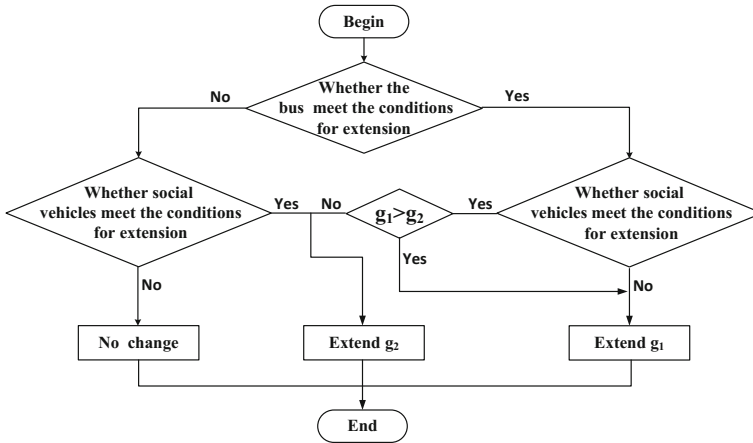 Begin
Whether the
bus meet the conditions
for extension
No
Yes
Whether social
vehicles meet the conditions
for extension
Yes
No
g₁>g₂
Yes
Whether social
vehicles meet the conditions
for extension
Yes
No
No
No change
Extend g₂
Extend g₁
End